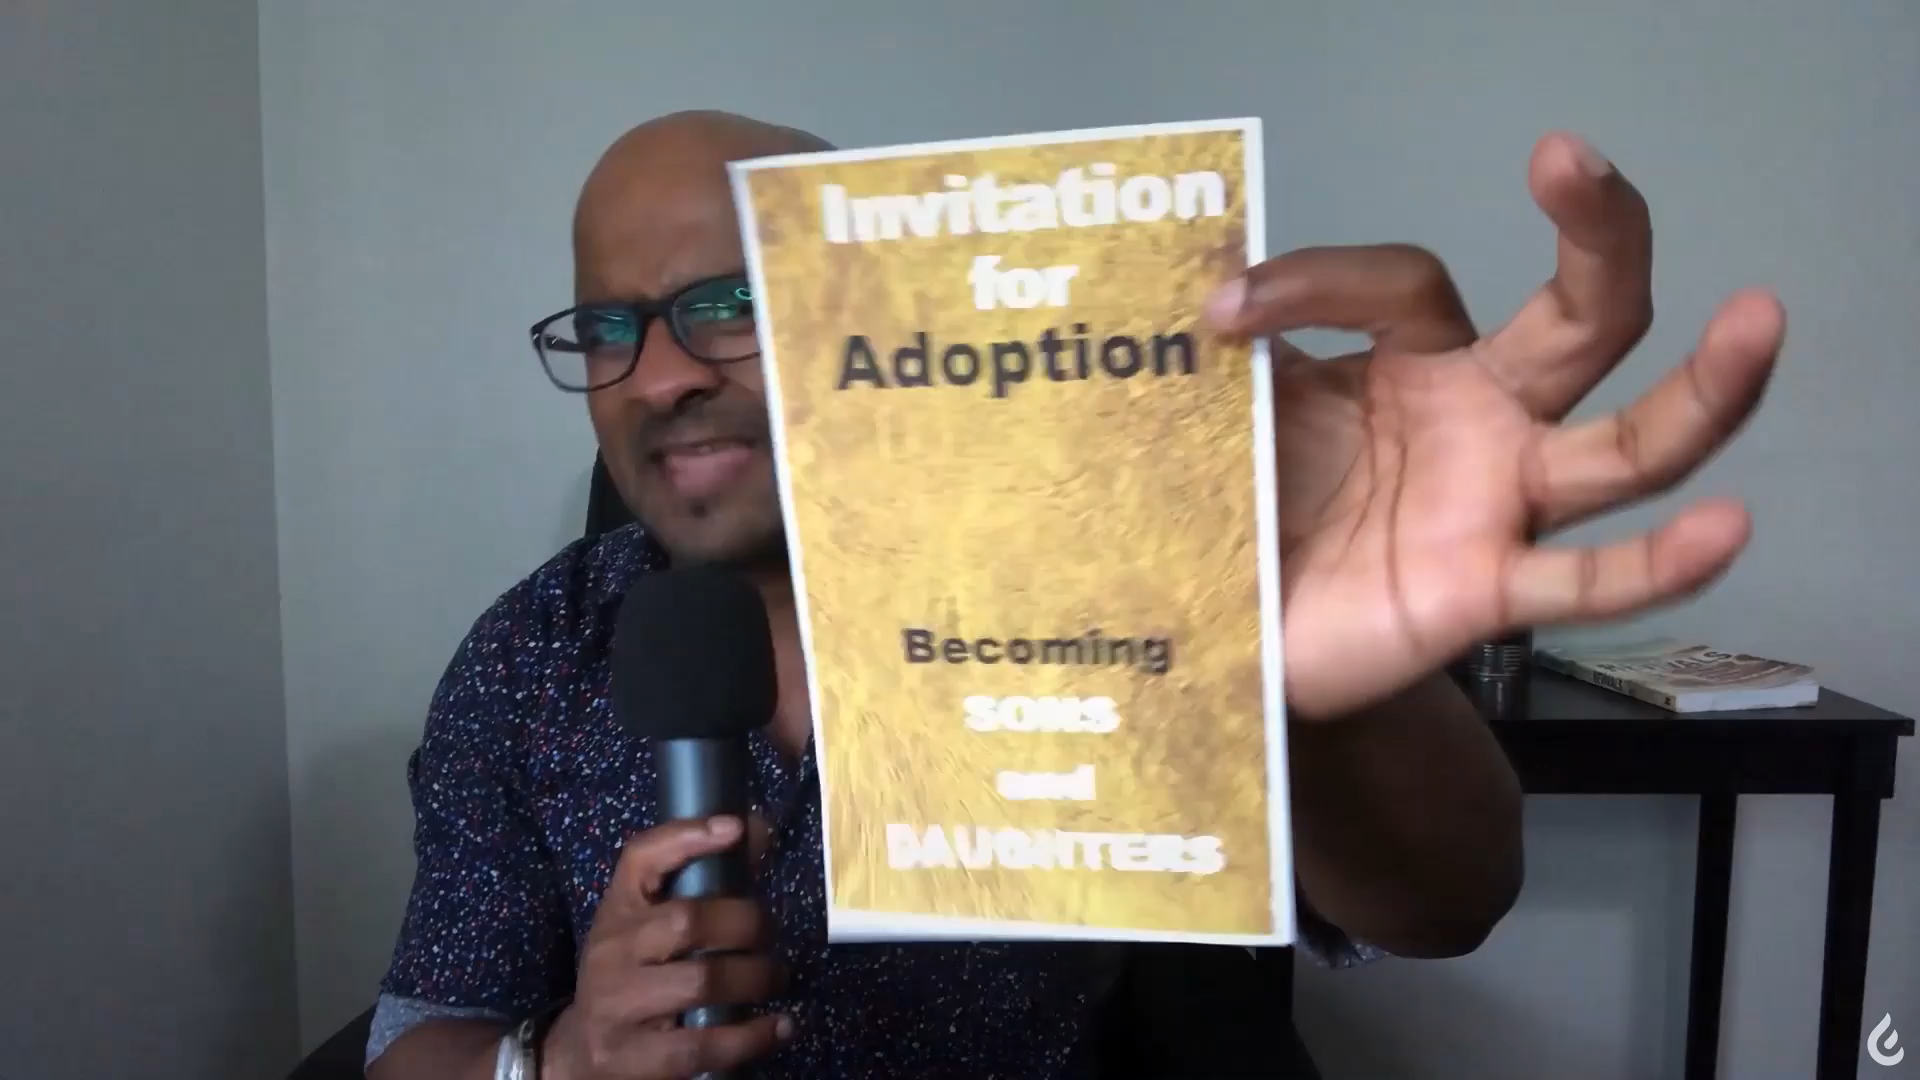 Invitation
for
Adoption
Becoming
SONS
and
DAUGHTERS